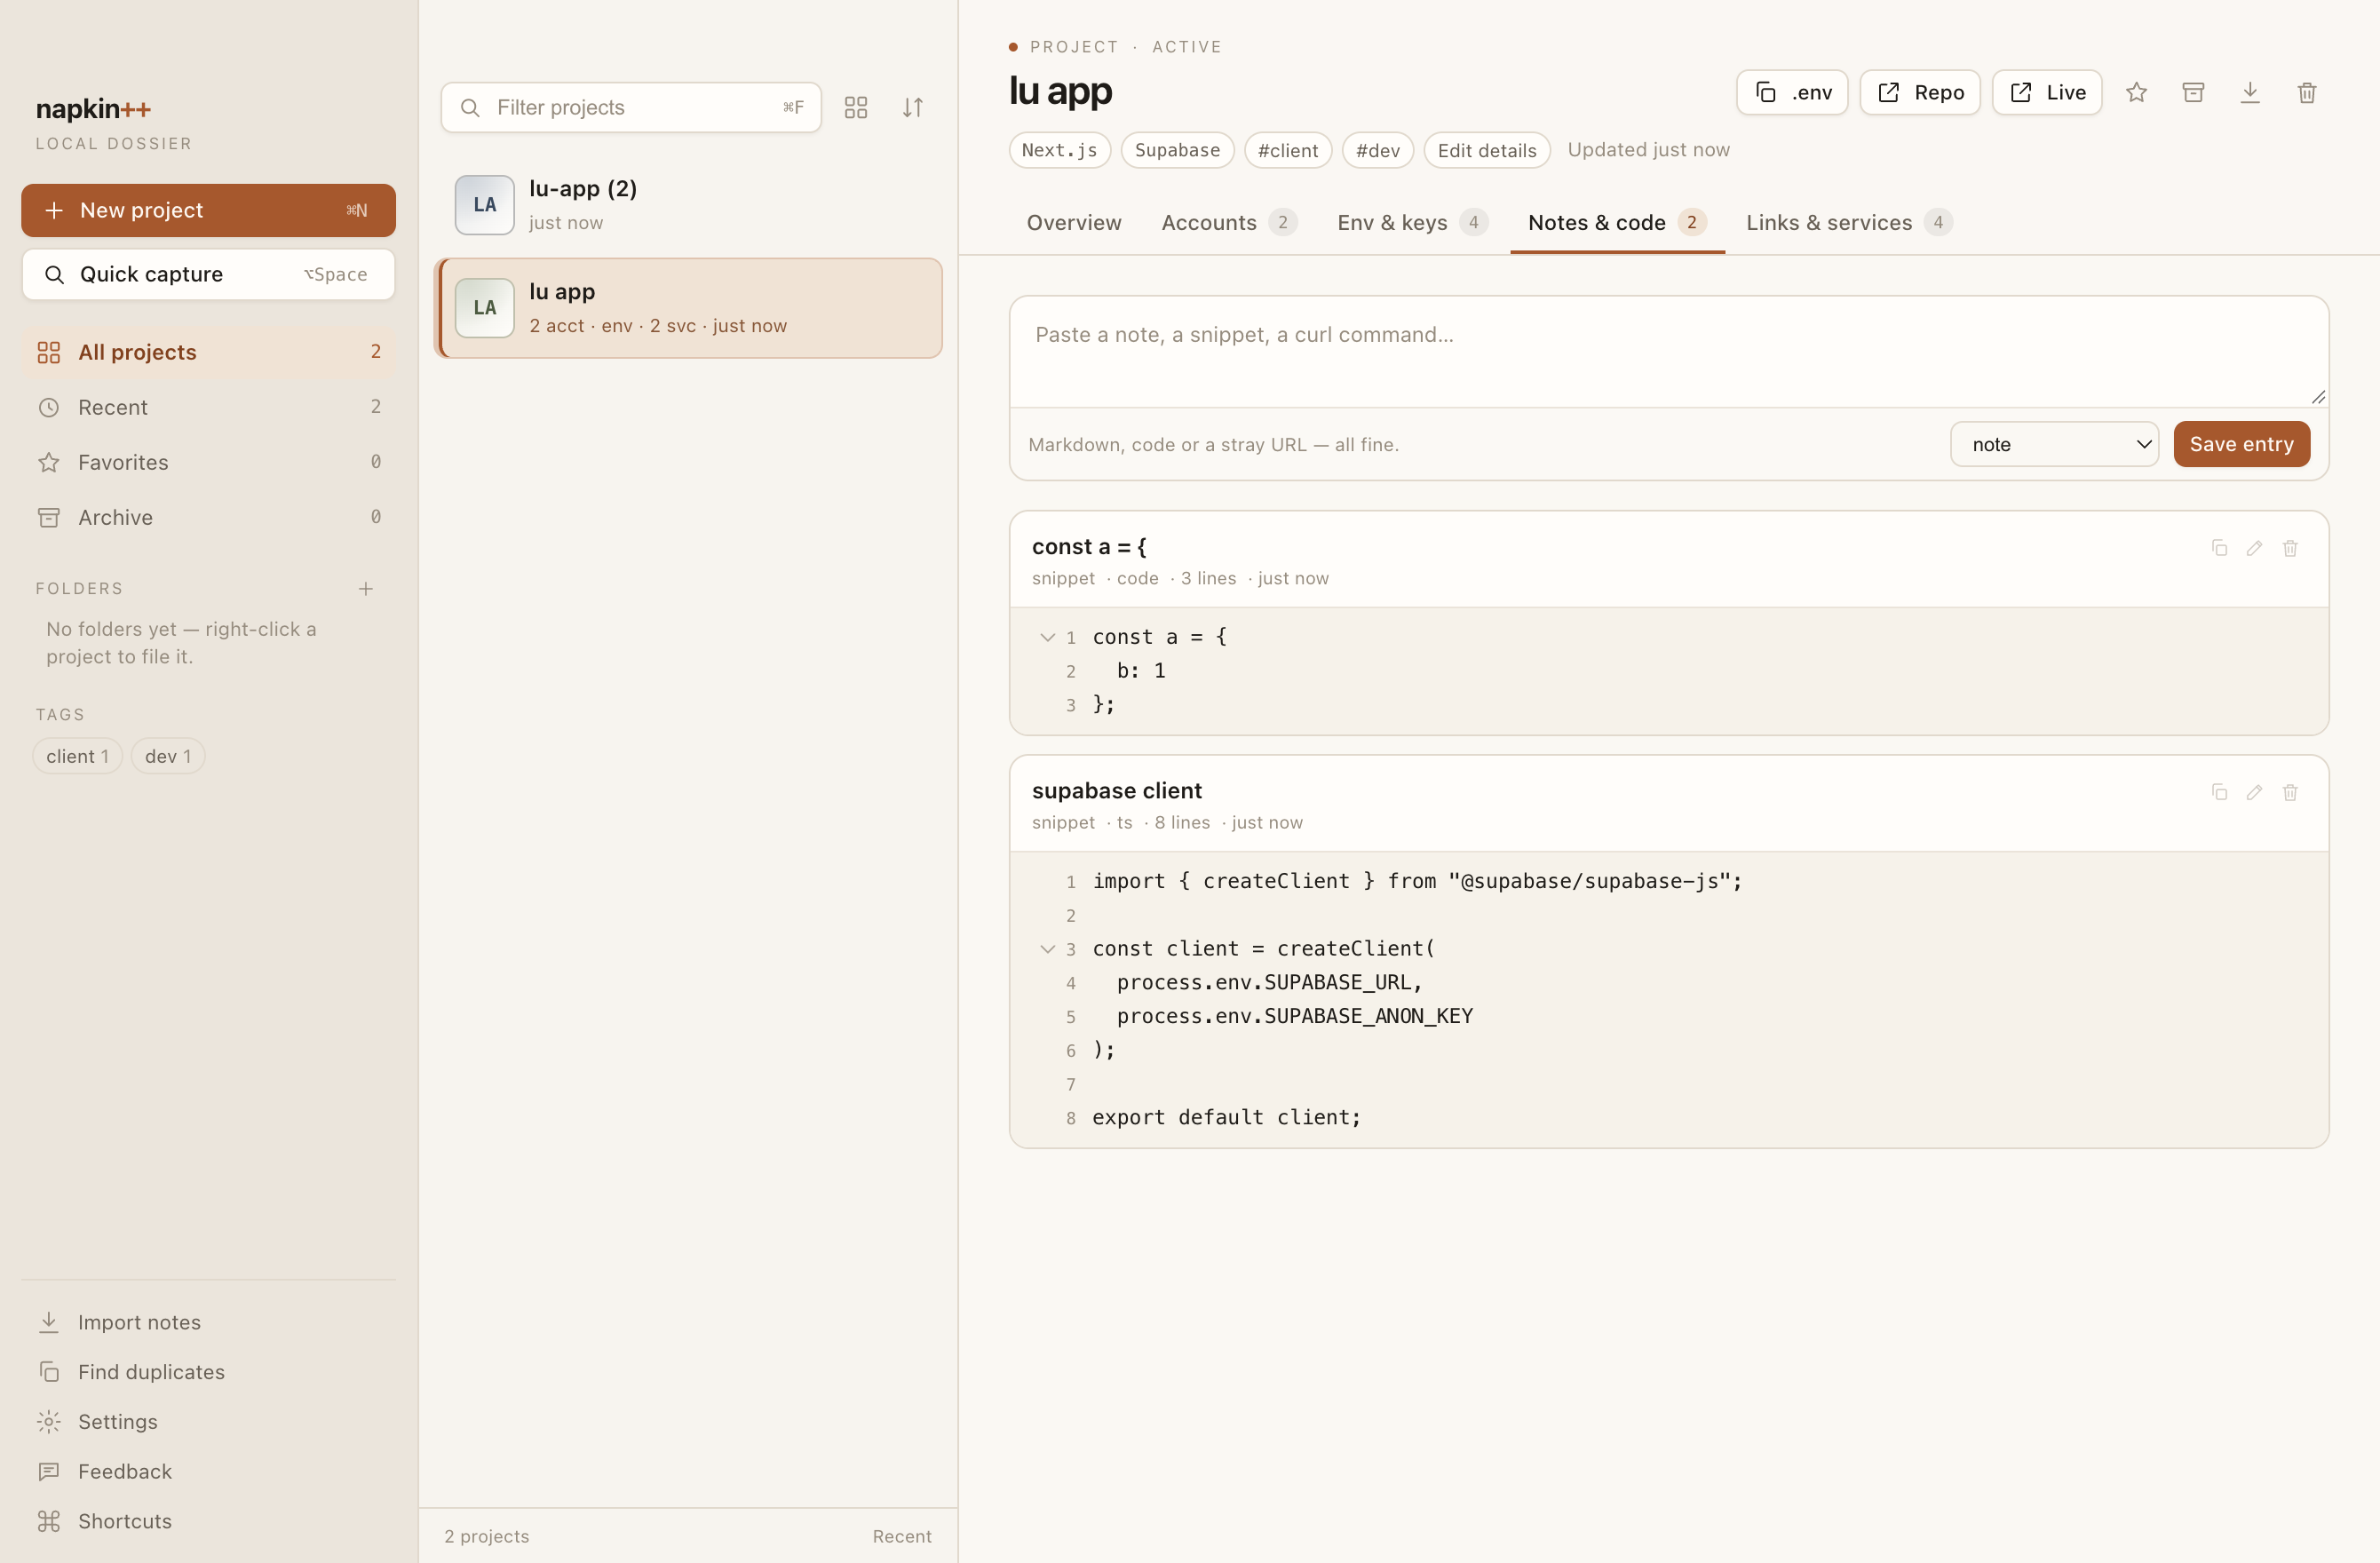 napkin++
LOCAL DOSSIER
New project ⌘N
Quick capture ⌥Space
All projects 2
Recent 2
Favorites 0
Archive 0
FOLDERS
No folders yet — right-click a
project to file it.
TAGS
client 1 dev 1
Import notes
Find duplicates
Settings
Feedback
Shortcuts
Filter projects ⌘F
LA
lu-app (2)
just now
LA
lu app
2 acct · env · 2 svc · just now
2 projects Recent
PROJECT · ACTIVE
lu app
.env Repo Live
Next.js Supabase #client #dev Edit details Updated just now
Overview Accounts 2 Env & keys 4 Notes & code 2 Links & services 4
Paste a note, a snippet, a curl command…
Markdown, code or a stray URL — all fine. note Save entry
const a = {
snippet · code · 3 lines · just now
1 const a = {
2   b: 1
3 };
supabase client
snippet · ts · 8 lines · just now
1 import { createClient } from "@supabase/supabase-js";
2
3 const client = createClient(
4   process.env.SUPABASE_URL,
5   process.env.SUPABASE_ANON_KEY
6 );
7
8 export default client;